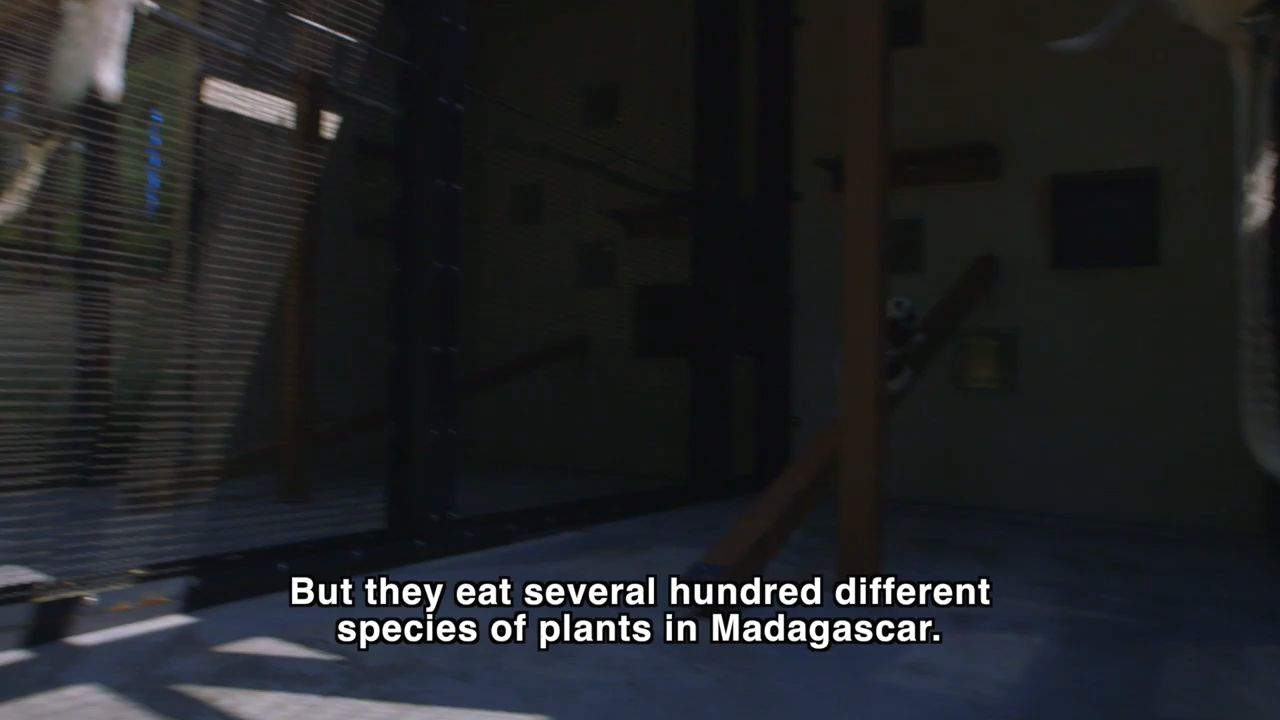 But they eat several hundred different
species of plants in Madagascar.